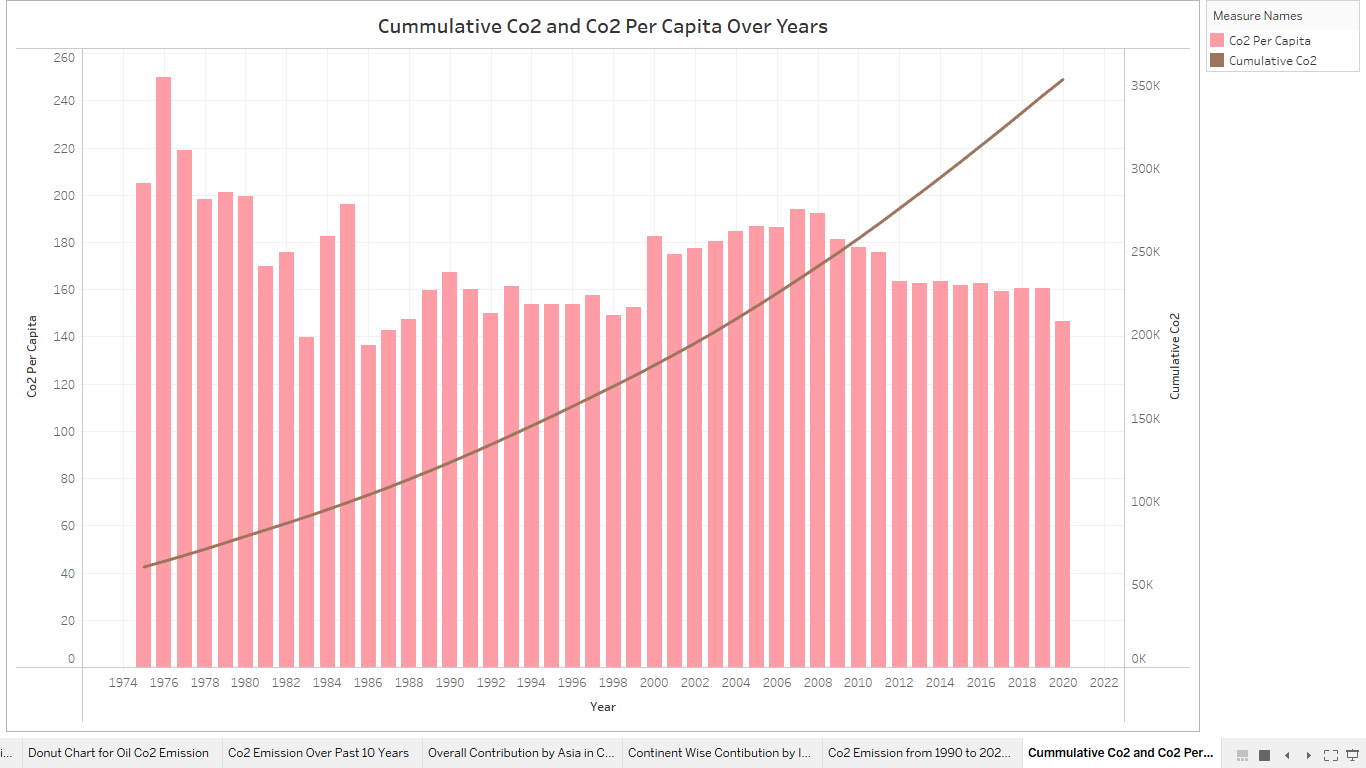 Cummulative Co2 and Co2 Per Capita Over Years
Measure Names
Co2 Per Capita
Cumulative Co2
260
240
220
200
180
160
140
120
100
80
60
40
20
0
Co2 Per Capita
350K
300K
250K
200K
150K
100K
50K
0K
Cumulative Co2
1974 1976 1978 1980 1982 1984 1986 1988 1990 1992 1994 1996 1998 2000 2002 2004 2006 2008 2010 2012 2014 2016 2018 2020 2022
Year
i... Donut Chart for Oil Co2 Emission Co2 Emission Over Past 10 Years Overall Contribution by Asia in C... Continent Wise Contibution by I... Co2 Emission from 1990 to 202... Cummulative Co2 and Co2 Per...